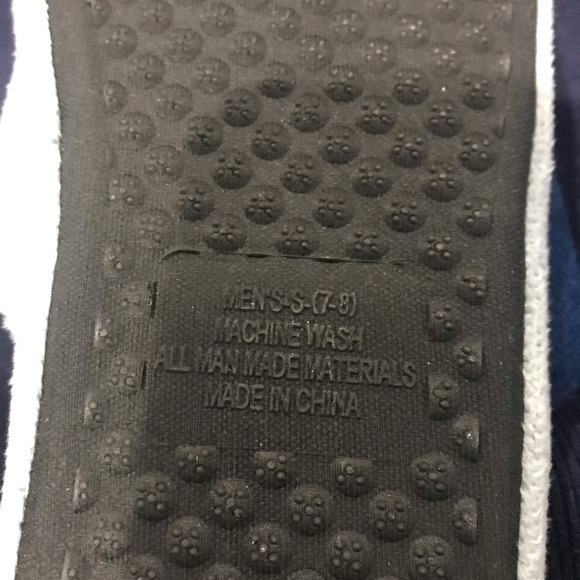 MEN'S-S-(7-8)
MACHINE WASH
ALL MAN MADE MATERIALS
MADE IN CHINA